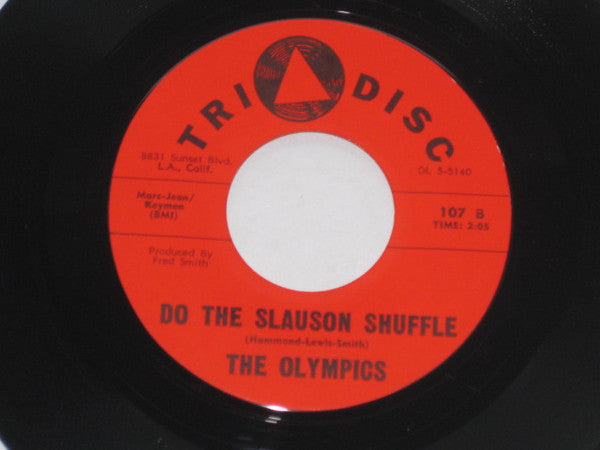 TRI DISC
8831 Sunset Blvd.
L.A., Calif.
OL 5-5140
Marc-Jean/
Keymen
(BMI)
107 B
TIME: 2:05
Produced By
Fred Smith
DO THE SLAUSON SHUFFLE
(Hammond-Lewis-Smith)
THE OLYMPICS